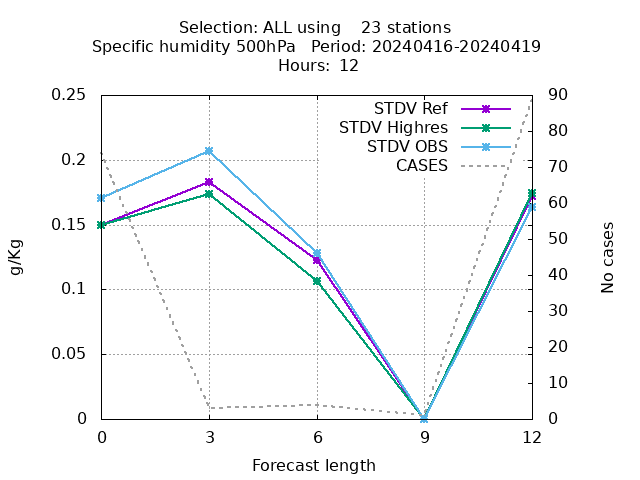 Selection: ALL using    23 stations
Specific humidity 500hPa   Period: 20240416-20240419
Hours:  12
STDV Ref
STDV Highres
STDV OBS
CASES
g/Kg
0.25
0.2
0.15
0.1
0.05
0
90
80
70
60
50
40
30
20
10
0
No cases
0 3 6 9 12
Forecast length